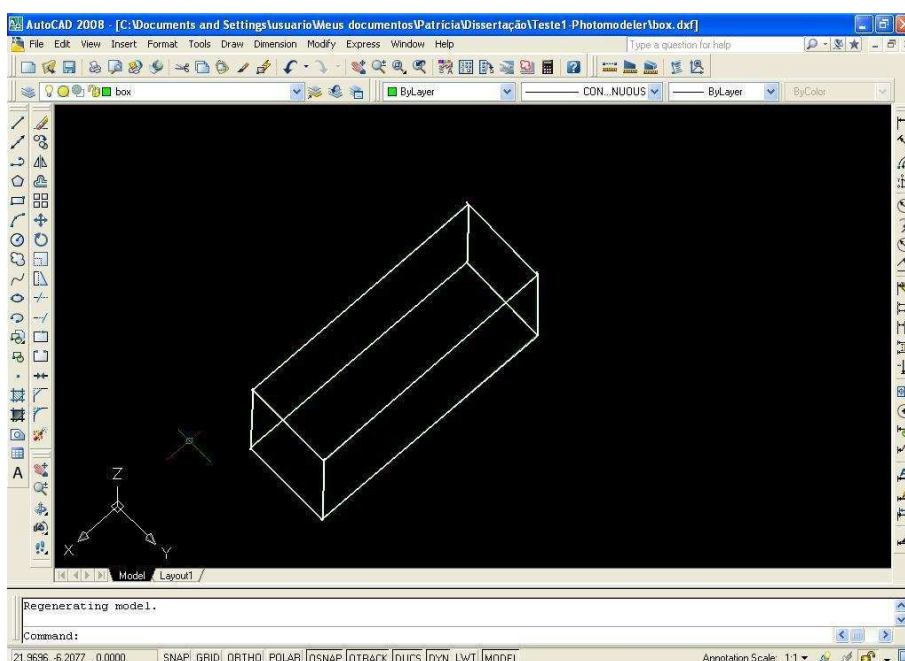 AutoCAD 2008 - [C:\Documents and Settings\usuario\Meus documentos\Patrícia\Dissertação\Teste1-Photomodeler\box.dxf]
File Edit View Insert Format Tools Draw Dimension Modify Express Window Help Type a question for help
box ByLayer CON...NUOUS ByLayer ByColor
A
Z
X Y
Model Layout1
Regenerating model.
Command:
21.9696, -6.2077 , 0.0000 SNAP GRID ORTHO POLAR OSNAP OTRACK DUCS DYN LWT MODEL Annotation Scale: 1:1